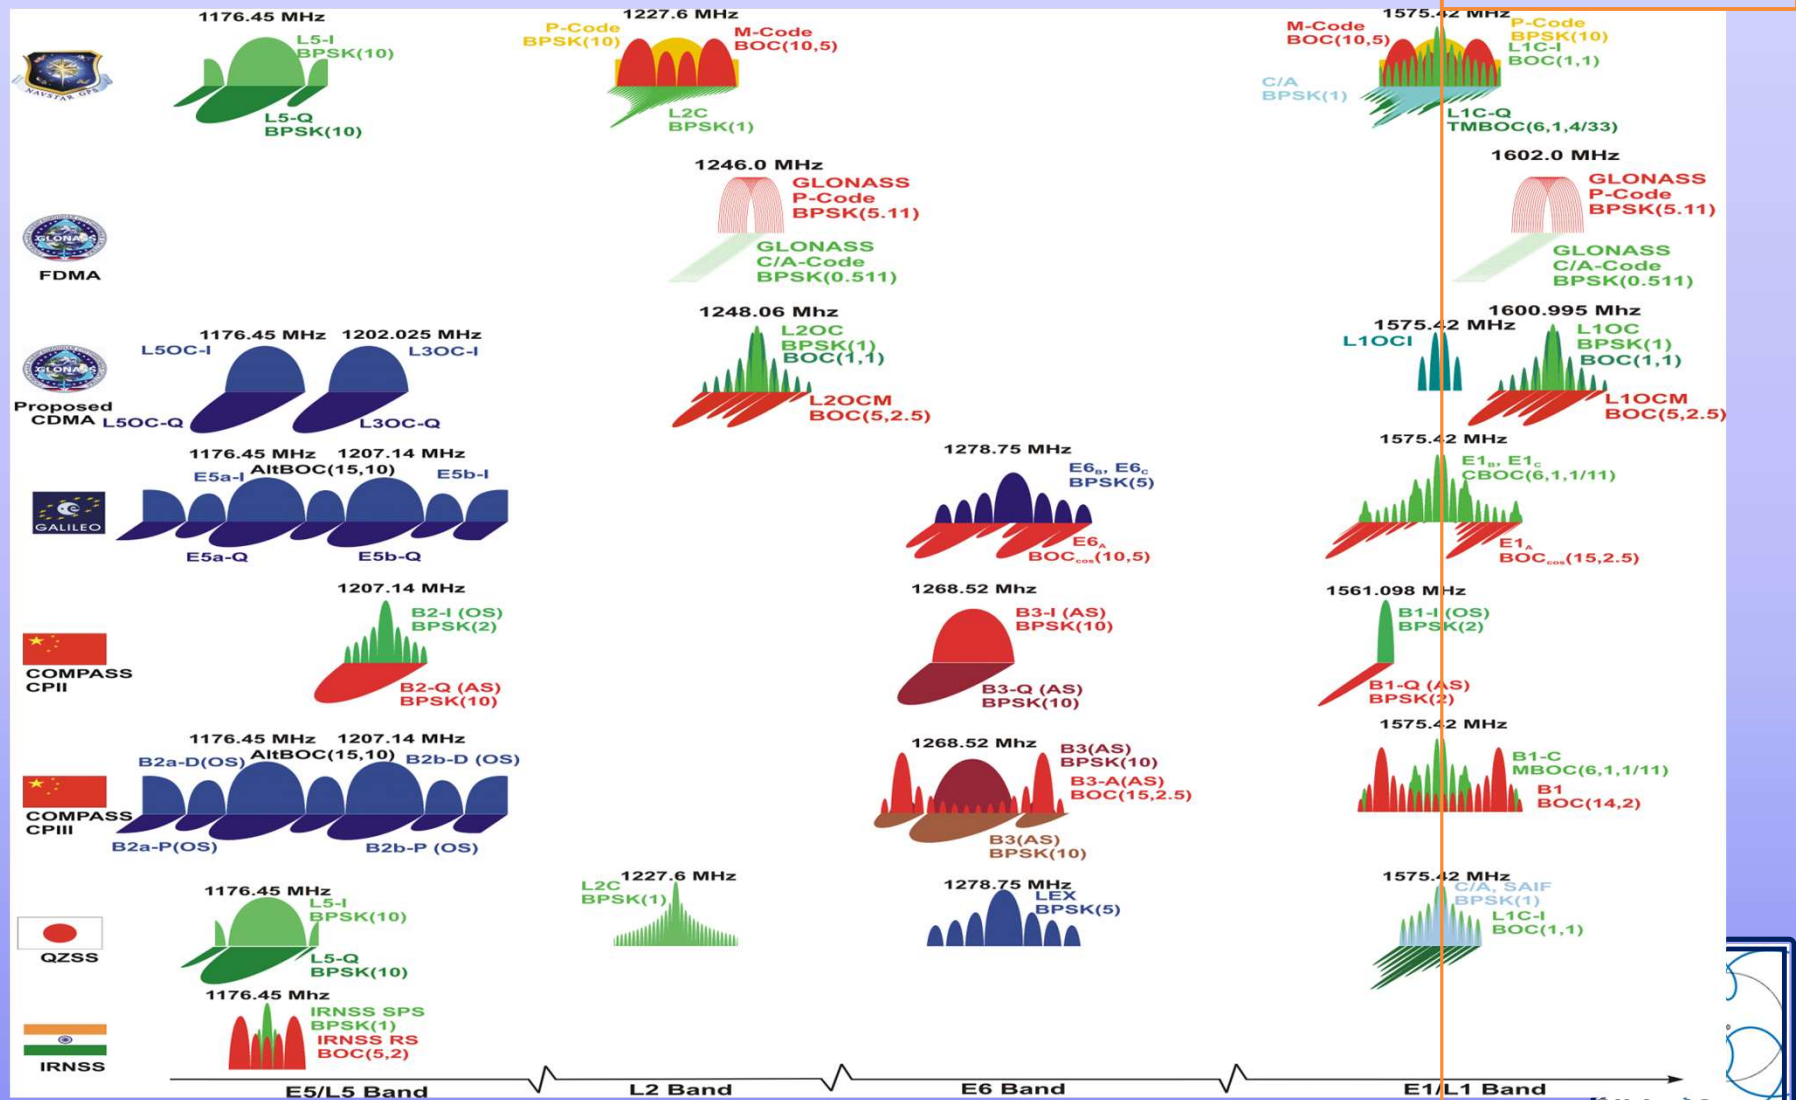 1176.45 MHz
L5-I
BPSK(10)
L5-Q
BPSK(10)
1227.6 MHz
P-Code
BPSK(10)
M-Code
BOC(10,5)
L2C
BPSK(1)
1575.42 MHz
M-Code
BOC(10,5)
P-Code
BPSK(10)
L1C-I
BOC(1,1)
C/A
BPSK(1)
L1C-Q
TMBOC(6,1,4/33)
NAVSTAR GPS
1246.0 MHz
GLONASS
P-Code
BPSK(5.11)
GLONASS
C/A-Code
BPSK(0.511)
1602.0 MHz
GLONASS
P-Code
BPSK(5.11)
GLONASS
C/A-Code
BPSK(0.511)
GLONASS
FDMA
1176.45 MHz
L5OC-I
L5OC-Q
1202.025 MHz
L3OC-I
L3OC-Q
1248.06 Mhz
L2OC
BPSK(1)
BOC(1,1)
L2OCM
BOC(5,2.5)
1575.42 MHz
L1OCI
1600.995 Mhz
L1OC
BPSK(1)
BOC(1,1)
L1OCM
BOC(5,2.5)
GLONASS
Proposed
CDMA
1176.45 MHz
1207.14 MHz
AltBOC(15,10)
E5a-I
E5b-I
E5a-Q
E5b-Q
1278.75 MHz
E6B, E6C
BPSK(5)
E6A
BOCcos(10,5)
1575.42 MHz
E1B, E1C
CBOC(6,1,1/11)
E1A
BOCcos(15,2.5)
GALILEO
1207.14 MHz
B2-I (OS)
BPSK(2)
B2-Q (AS)
BPSK(10)
1268.52 Mhz
B3-I (AS)
BPSK(10)
B3-Q (AS)
BPSK(10)
1561.098 MHz
B1-I (OS)
BPSK(2)
B1-Q (AS)
BPSK(2)
COMPASS
CPII
1176.45 MHz
1207.14 MHz
AltBOC(15,10)
B2a-D(OS)
B2b-D (OS)
B2a-P(OS)
B2b-P (OS)
1268.52 Mhz
B3(AS)
BPSK(10)
B3-A(AS)
BOC(15,2.5)
B3(AS)
BPSK(10)
1575.42 MHz
B1-C
MBOC(6,1,1/11)
B1
BOC(14,2)
COMPASS
CPIII
1176.45 MHz
L5-I
BPSK(10)
L5-Q
BPSK(10)
1227.6 MHz
L2C
BPSK(1)
1278.75 MHz
LEX
BPSK(5)
1575.42 MHz
C/A, SAIF
BPSK(1)
L1C-I
BOC(1,1)
QZSS
1176.45 Mhz
IRNSS SPS
BPSK(1)
IRNSS RS
BOC(5,2)
IRNSS
E5/L5 Band
L2 Band
E6 Band
E1/L1 Band